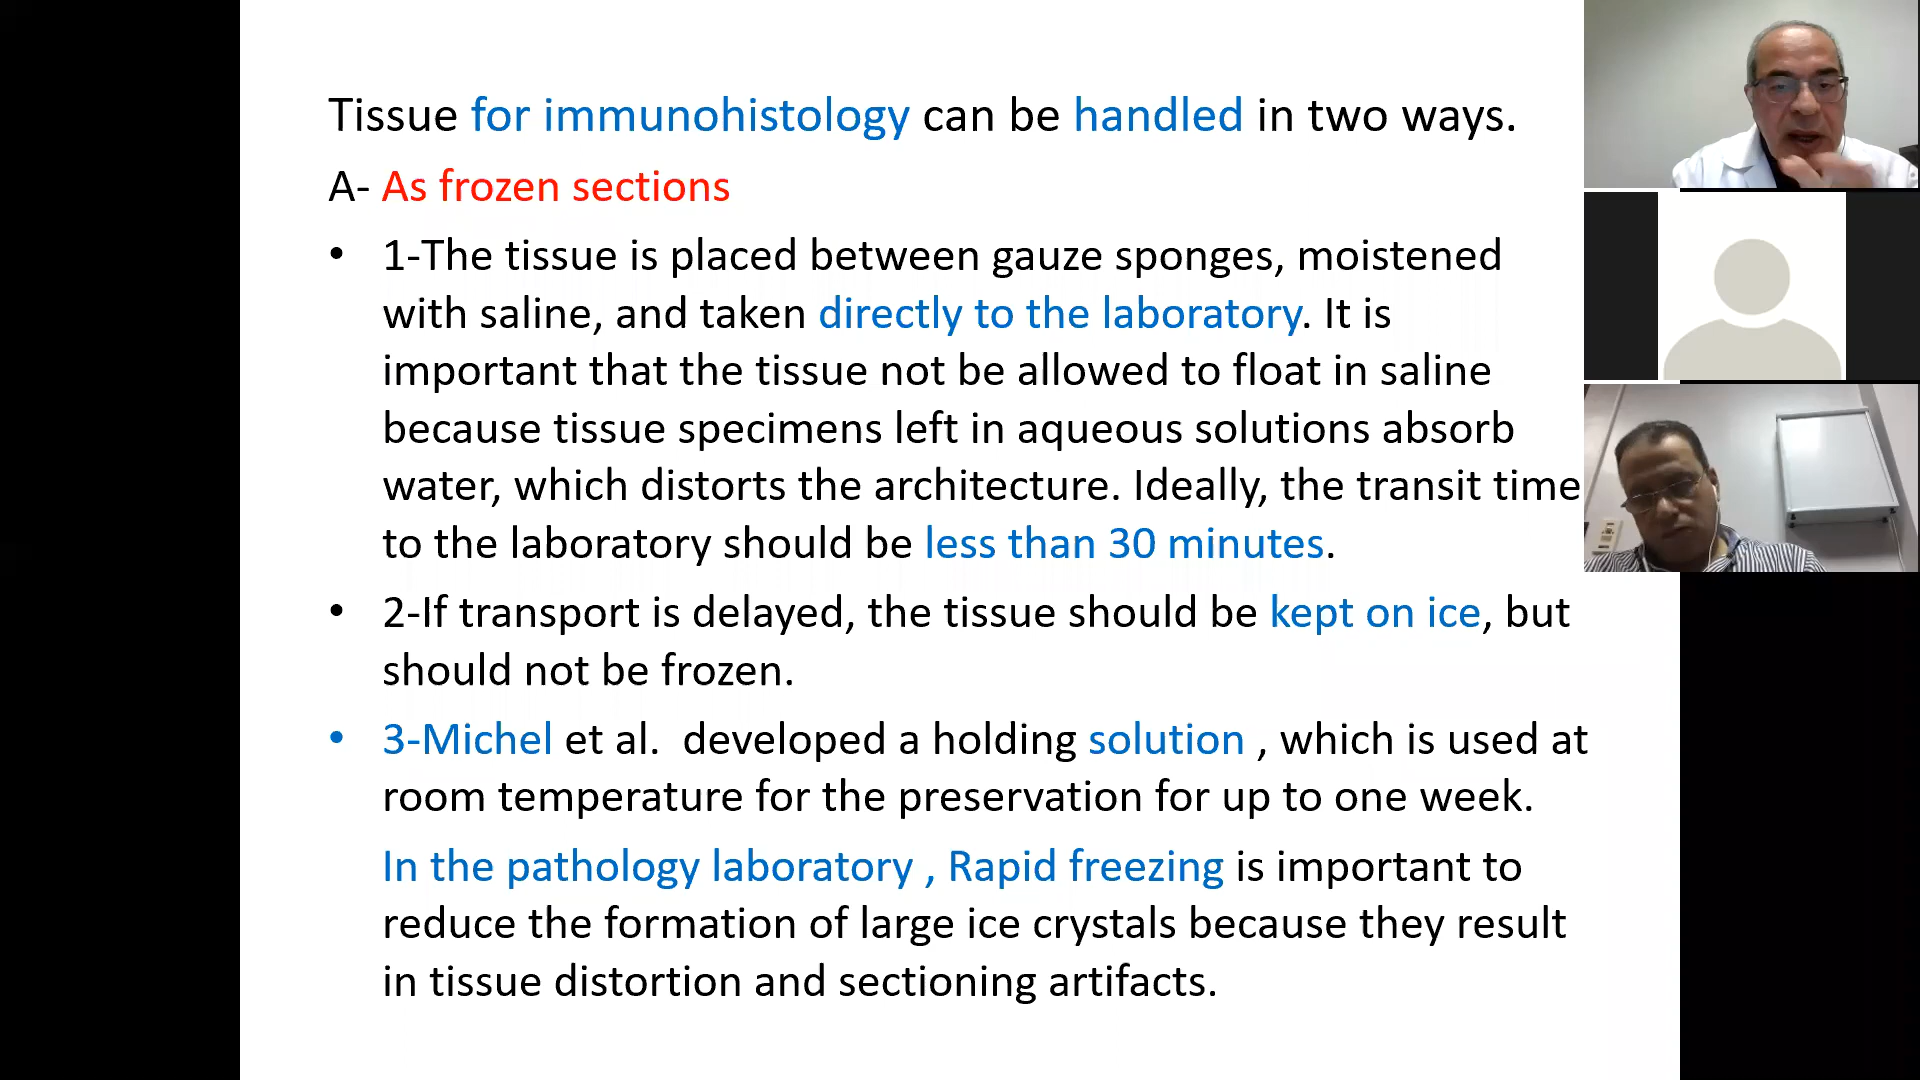 Tissue for immunohistology can be handled in two ways.
A- As frozen sections
• 1-The tissue is placed between gauze sponges, moistened
with saline, and taken directly to the laboratory. It is
important that the tissue not be allowed to float in saline
because tissue specimens left in aqueous solutions absorb
water, which distorts the architecture. Ideally, the transit time
to the laboratory should be less than 30 minutes.
• 2-If transport is delayed, the tissue should be kept on ice, but
should not be frozen.
• 3-Michel et al.  developed a holding solution , which is used at
room temperature for the preservation for up to one week.
In the pathology laboratory , Rapid freezing is important to
reduce the formation of large ice crystals because they result
in tissue distortion and sectioning artifacts.